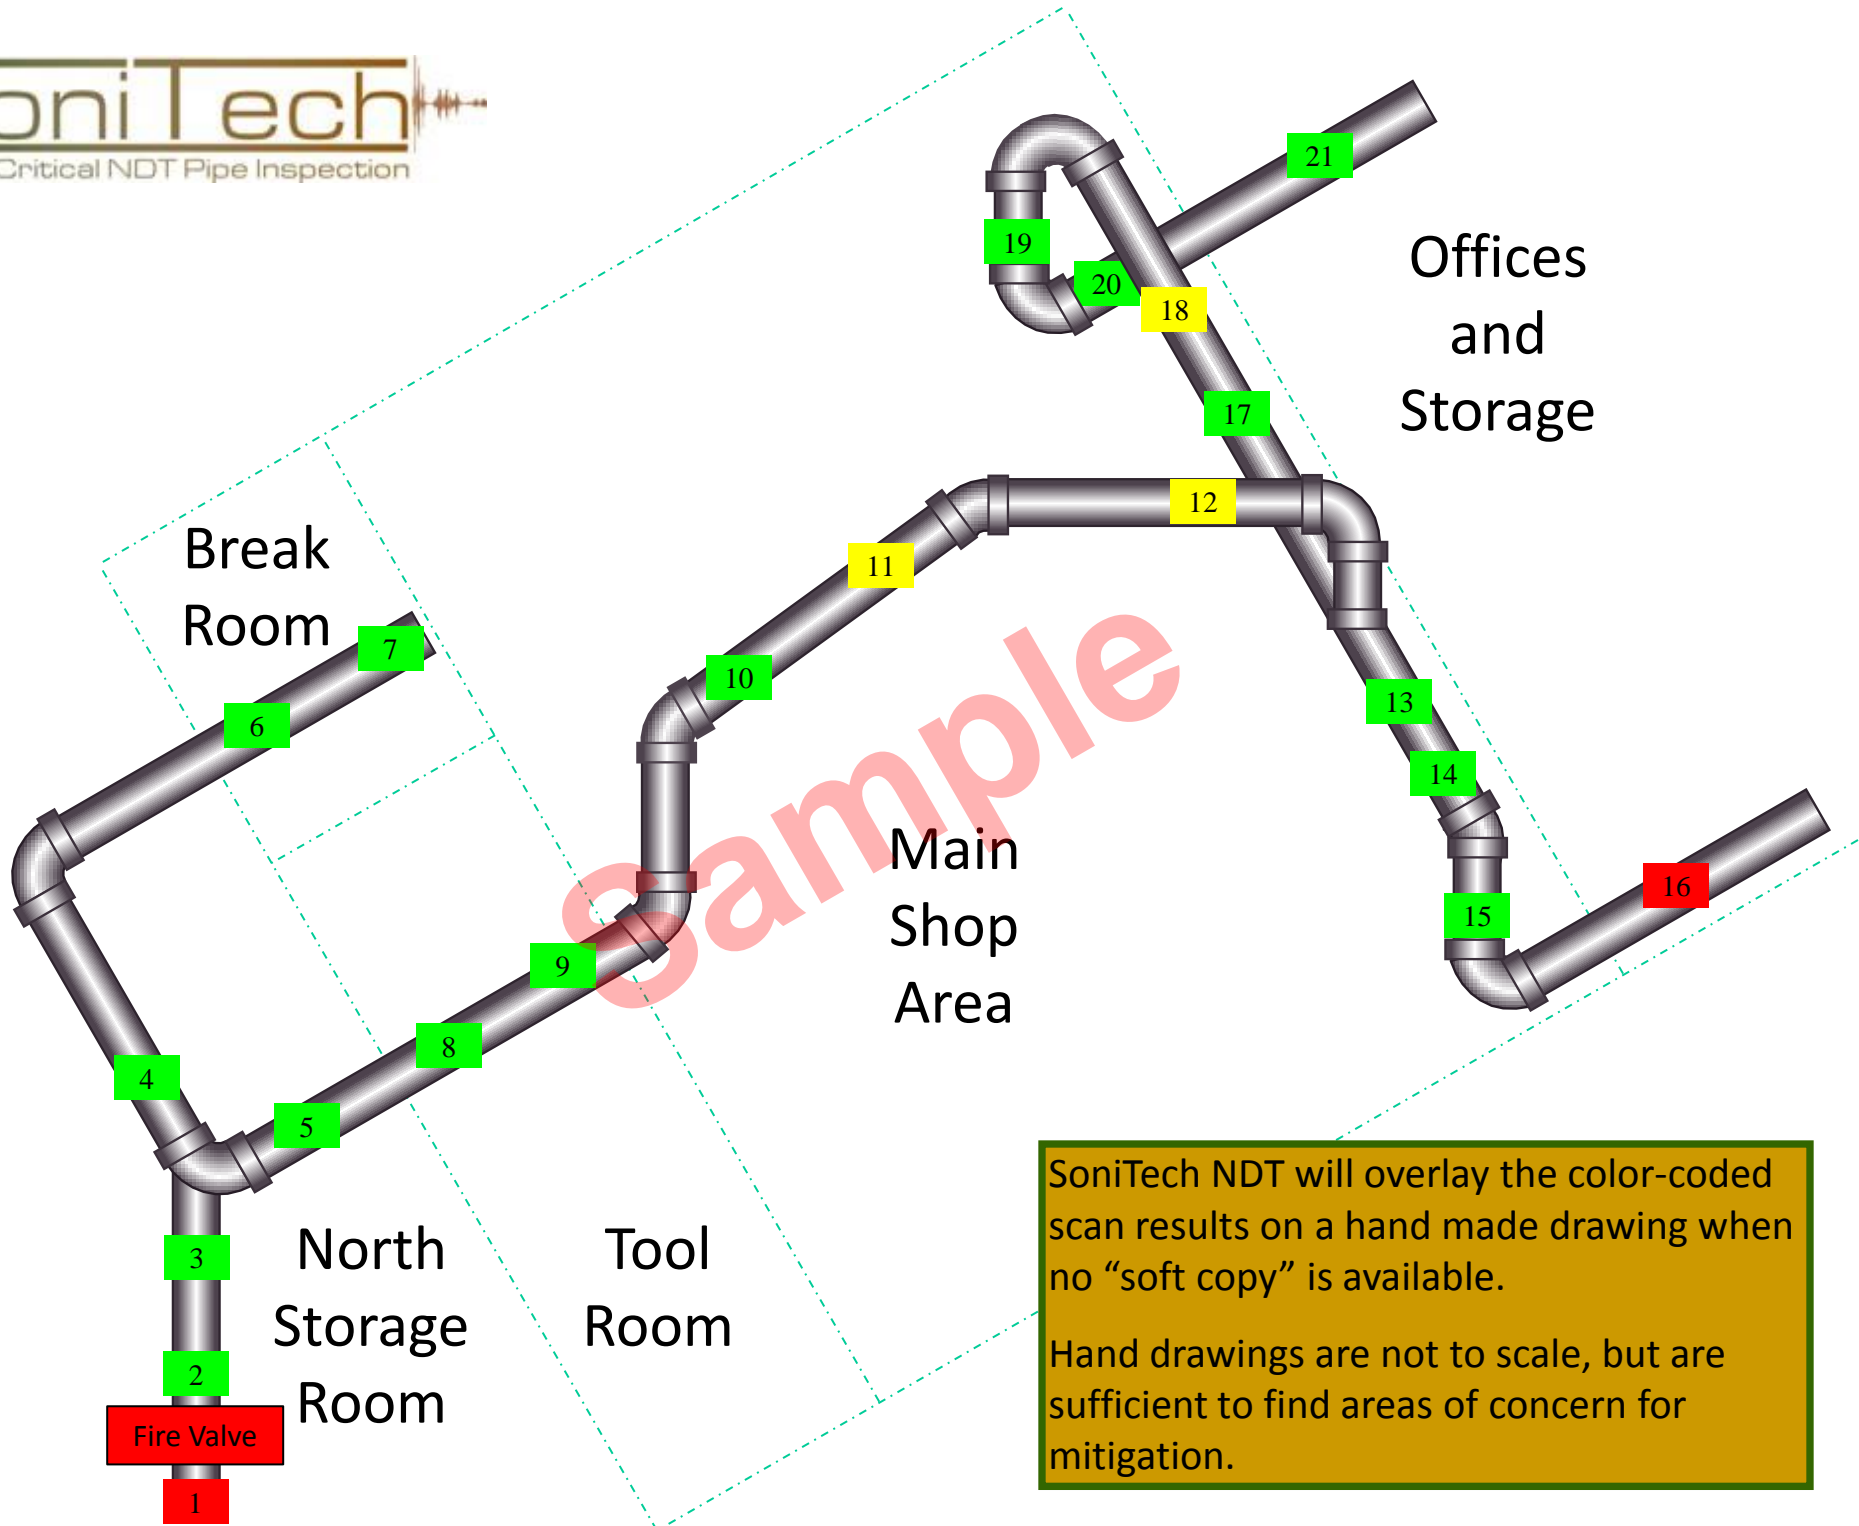 oniTech
Critical NDT Pipe Inspection
21
19
20
18
Offices
and
Storage
17
12
11
Break
Room
7
6
10
13
14
Sample
Main
Shop
Area
16
15
9
8
4
5
3
North
Storage
Room
Tool
Room
2
Fire Valve
1
SoniTech NDT will overlay the color-coded
scan results on a hand made drawing when
no “soft copy” is available.
Hand drawings are not to scale, but are
sufficient to find areas of concern for
mitigation.